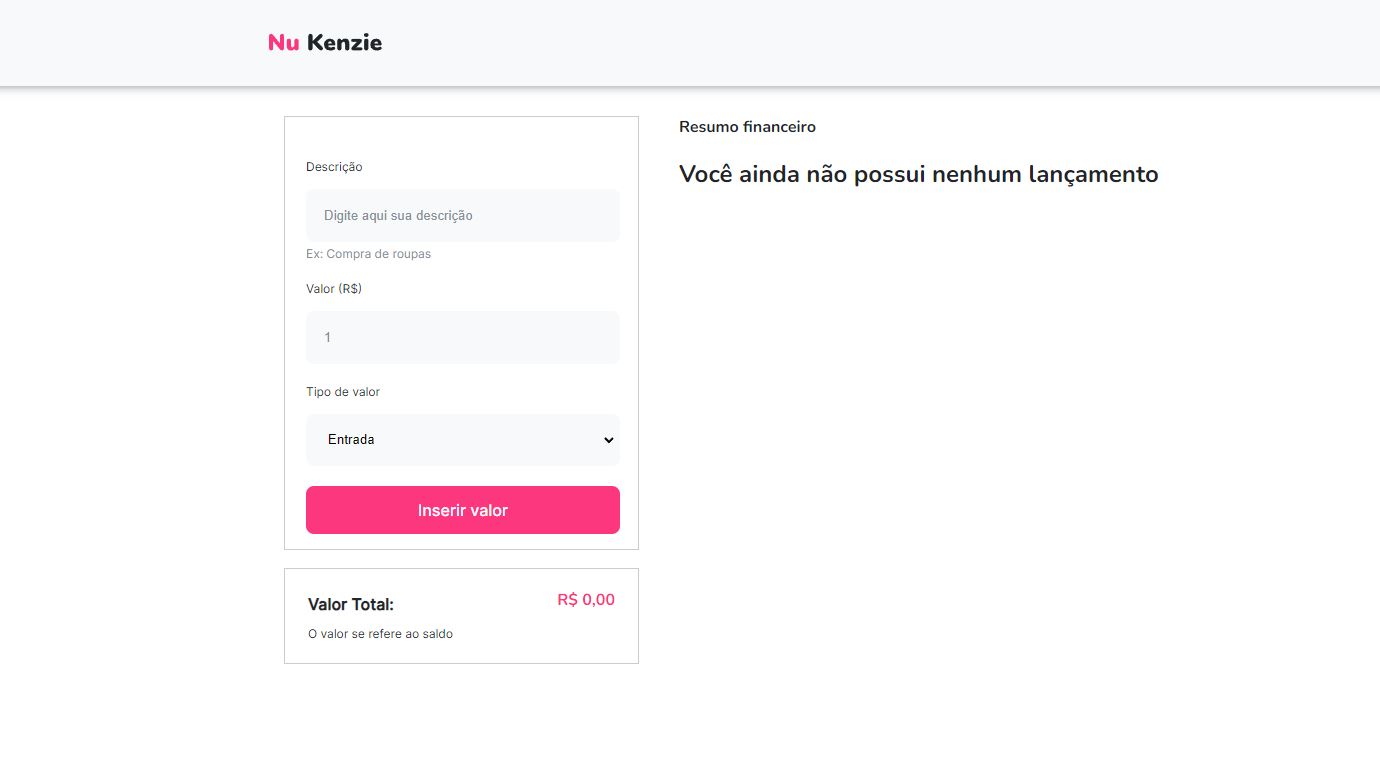 Nu Kenzie
Descrição
Digite aqui sua descrição
Ex: Compra de roupas
Valor (R$)
1
Tipo de valor
Entrada
Inserir valor
Valor Total:
R$ 0,00
O valor se refere ao saldo
Resumo financeiro
Você ainda não possui nenhum lançamento